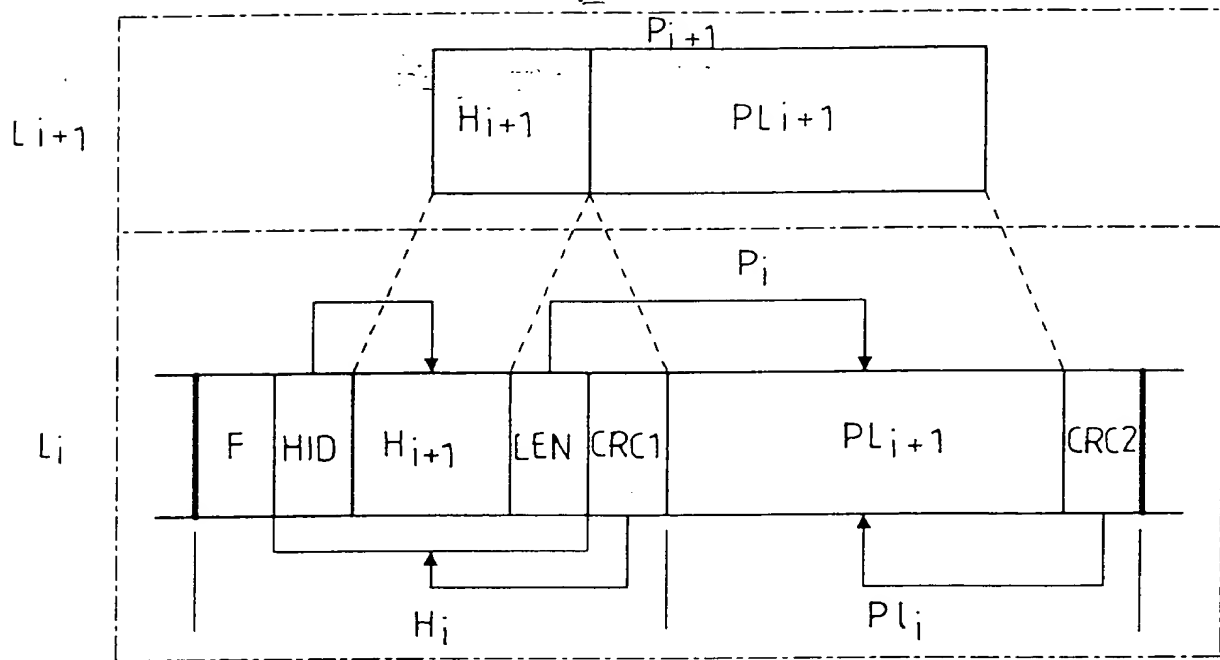 P i+1
L i+1
H i+1
PL i+1
P i
L i
F
HID
H i+1
LEN
CRC1
PL i+1
CRC2
H i
Pl i